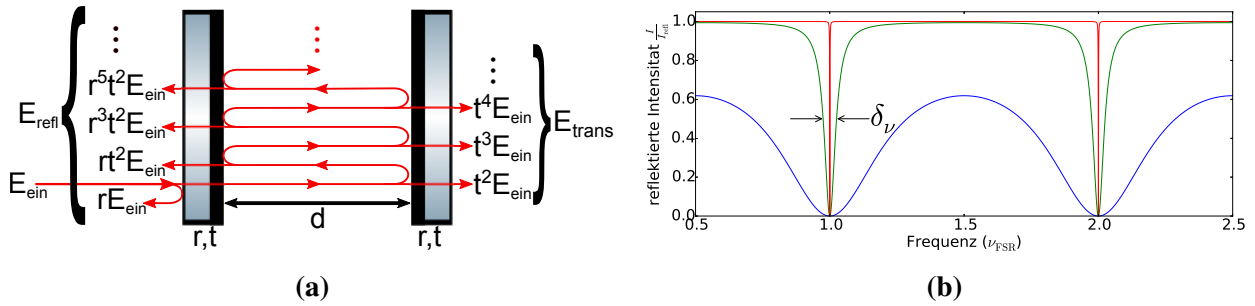 r⁵t²E_ein
r³t²E_ein
rt²E_ein
rE_ein
E_refl
E_ein
t⁴E_ein
t³E_ein
t²E_ein
E_trans
d
r,t
r,t
(a)
reflektierte Intensitat I/I_refl
1.0
0.8
0.6
0.4
0.2
0.0
δ_ν
0.5
1.0
1.5
2.0
2.5
Frequenz (ν_FSR)
(b)